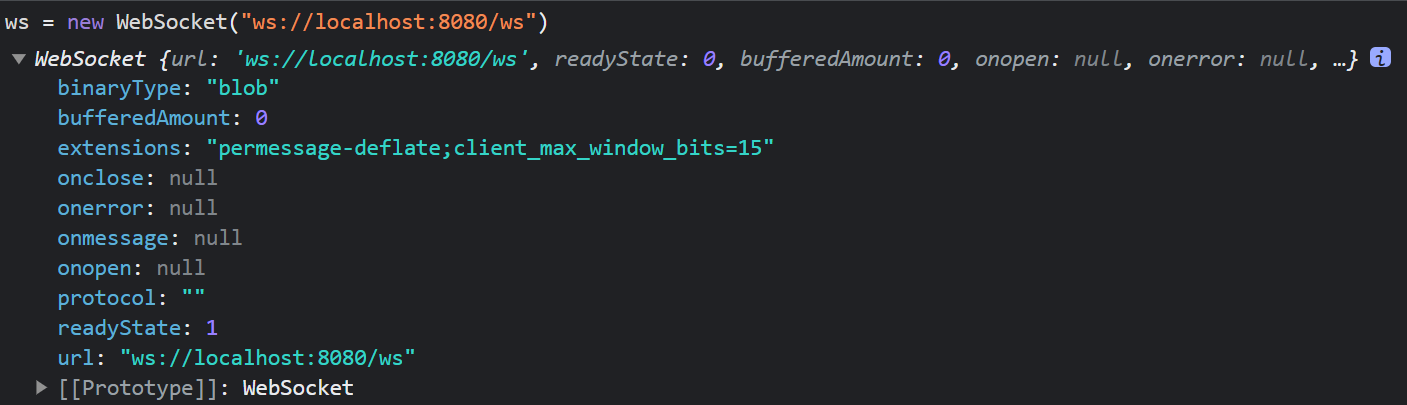 ws = new WebSocket("ws://localhost:8080/ws")
▼ WebSocket {url: 'ws://localhost:8080/ws', readyState: 0, bufferedAmount: 0, onopen: null, onerror: null, …} i
binaryType: "blob"
bufferedAmount: 0
extensions: "permessage-deflate;client_max_window_bits=15"
onclose: null
onerror: null
onmessage: null
onopen: null
protocol: ""
readyState: 1
url: "ws://localhost:8080/ws"
▶ [[Prototype]]: WebSocket